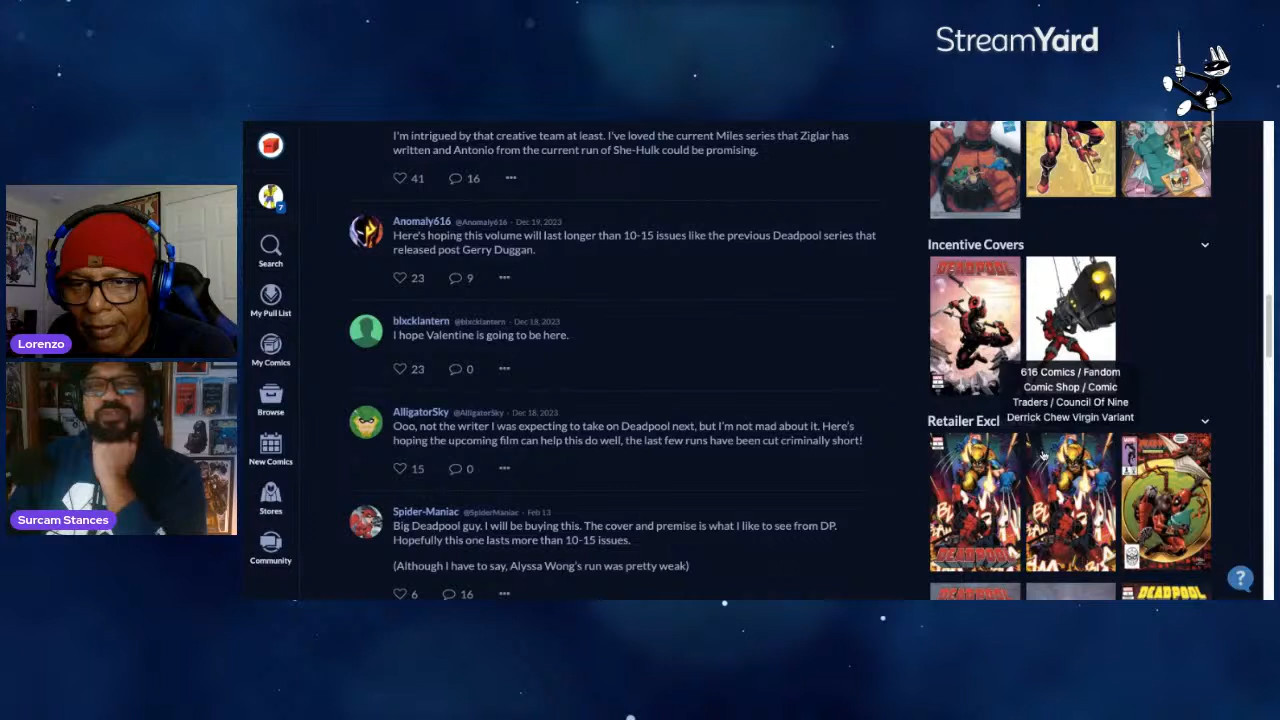 StreamYard
I'm intrigued by that creative team at least. I've loved the current Miles series that Ziglar has
written and Antonio from the current run of She-Hulk could be promising.
41 16 •••
Anomaly616 @Anomaly616 - Dec 19, 2023
Here's hoping this volume will last longer than 10-15 issues like the previous Deadpool series that
released post Gerry Duggan.
23 9 •••
blxcklantern @blxcklantern - Dec 18, 2023
I hope Valentine is going to be here.
23 0 •••
AlligatorSky @AlligatorSky - Dec 18, 2023
Ooo, not the writer I was expecting to take on Deadpool next, but I'm not mad about it. Here's
hoping the upcoming film can help this do well, the last few runs have been cut criminally short!
15 0 •••
Spider-Maniac @SpiderManiac - Feb 13
Big Deadpool guy. I will be buying this. The cover and premise is what I like to see from DP.
Hopefully this one lasts more than 10-15 issues.
(Although I have to say, Alyssa Wong's run was pretty weak)
6 16 •••
7
Search
My Pull List
My Comics
Browse
New Comics
Stores
Community
Lorenzo
Surcam Stances
Incentive Covers
DEADPOOL
616 Comics / Fandom
Comic Shop / Comic
Traders / Council Of Nine
Derrick Chew Virgin Variant
Retailer Excl
DEADPOOL
DEADPOOL
DEADPOOL
?